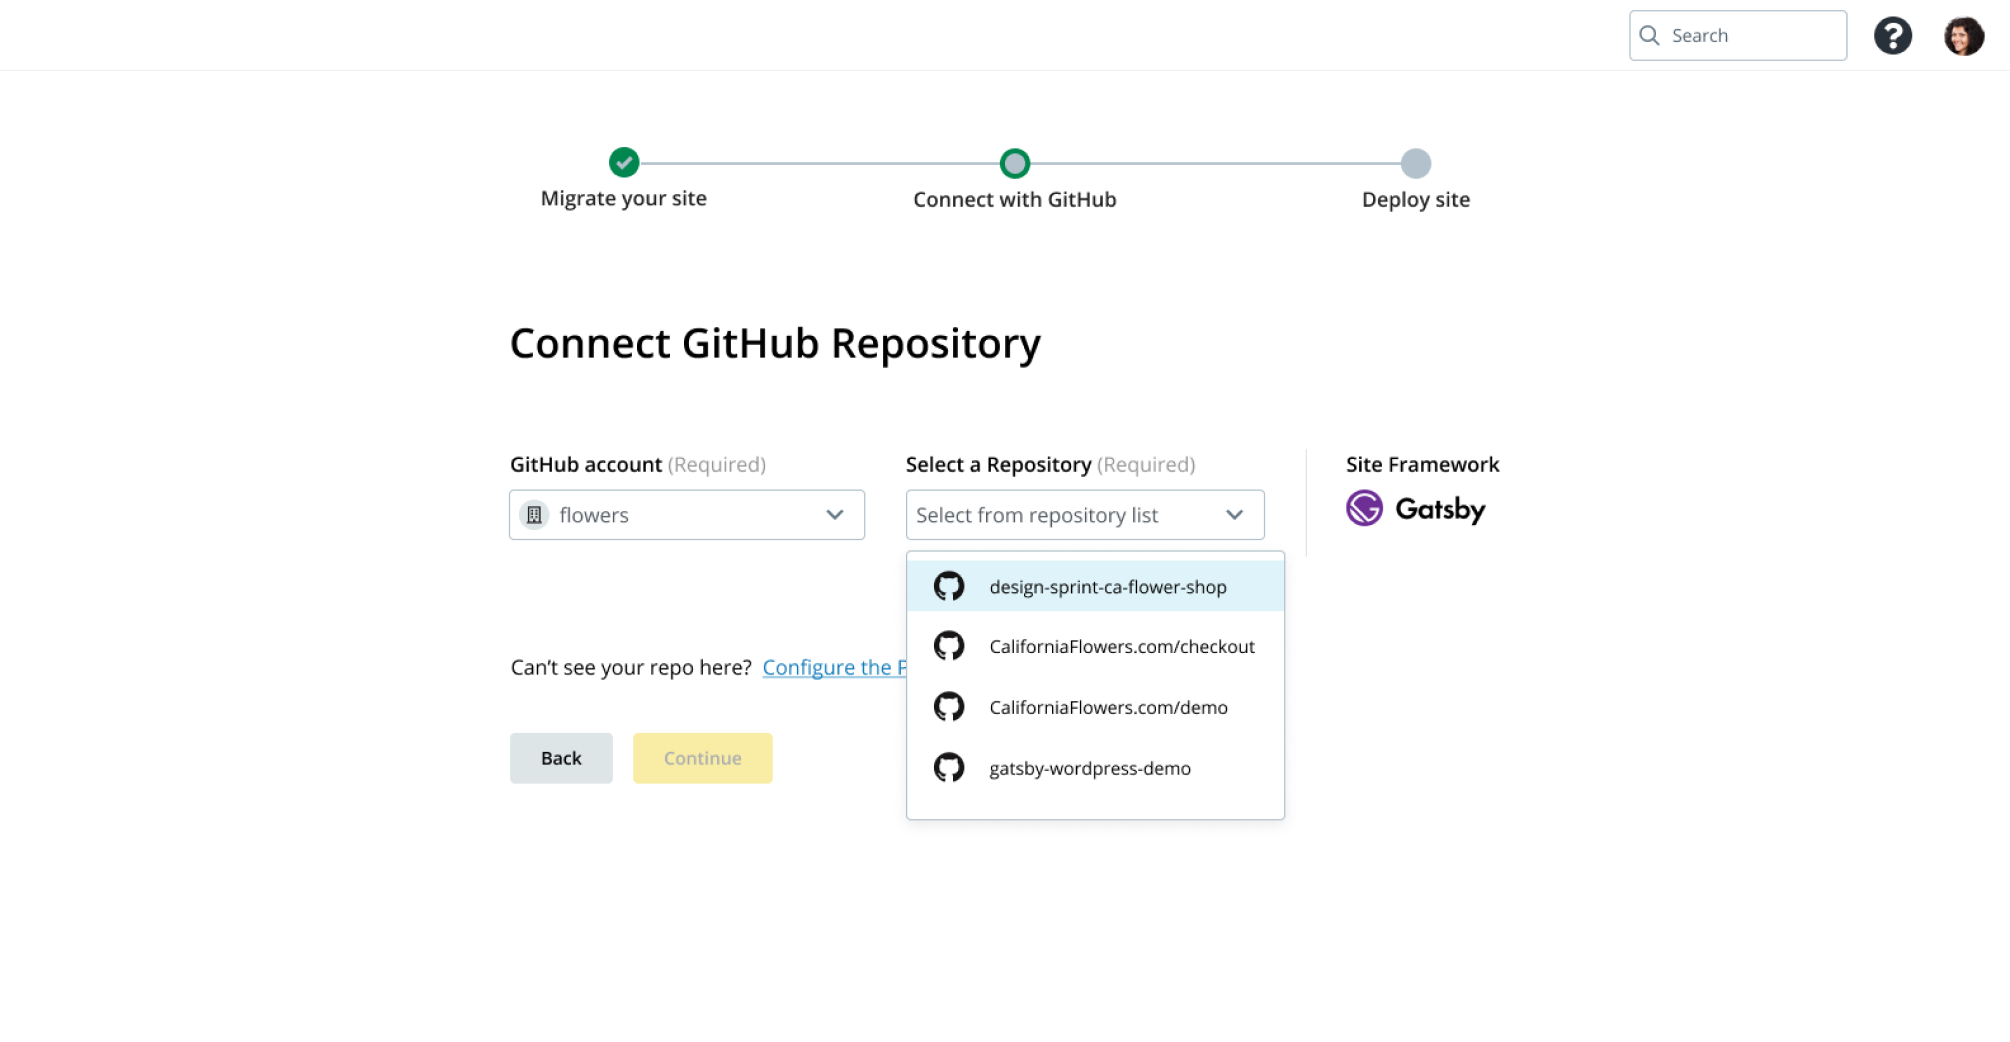 Search
Migrate your site
Connect with GitHub
Deploy site
Connect GitHub Repository
GitHub account (Required)
flowers
Select a Repository (Required)
Select from repository list
Site Framework
Gatsby
design-sprint-ca-flower-shop
CaliforniaFlowers.com/checkout
CaliforniaFlowers.com/demo
gatsby-wordpress-demo
Can’t see your repo here? Configure the
Back
Continue